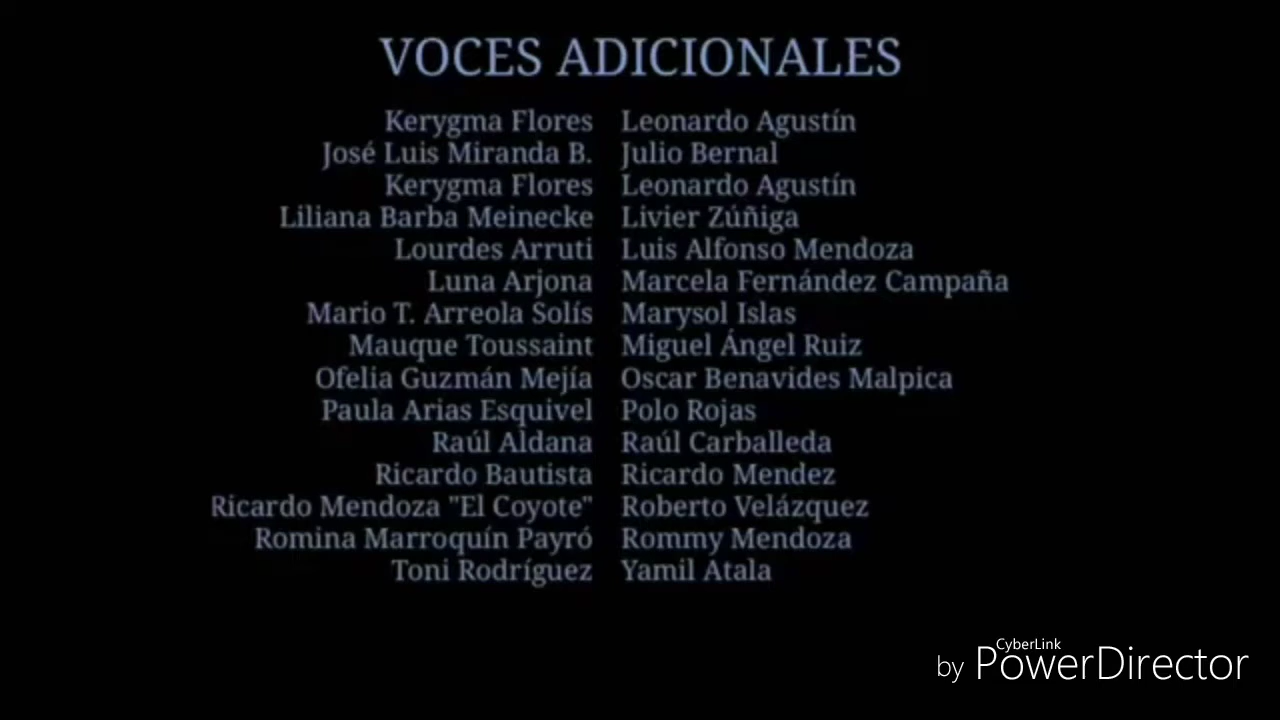 VOCES ADICIONALES
Kerygma Flores Leonardo Agustín
José Luis Miranda B. Julio Bernal
Kerygma Flores Leonardo Agustín
Liliana Barba Meinecke Livier Zúñiga
Lourdes Arruti Luis Alfonso Mendoza
Luna Arjona Marcela Fernández Campaña
Mario T. Arreola Solís Marysol Islas
Mauque Toussaint Miguel Ángel Ruiz
Ofelia Guzmán Mejía Oscar Benavides Malpica
Paula Arias Esquivel Polo Rojas
Raúl Aldana Raúl Carballeda
Ricardo Bautista Ricardo Mendez
Ricardo Mendoza "El Coyote" Roberto Velázquez
Romina Marroquín Payró Rommy Mendoza
Toni Rodríguez Yamil Atala
CyberLink
by PowerDirector